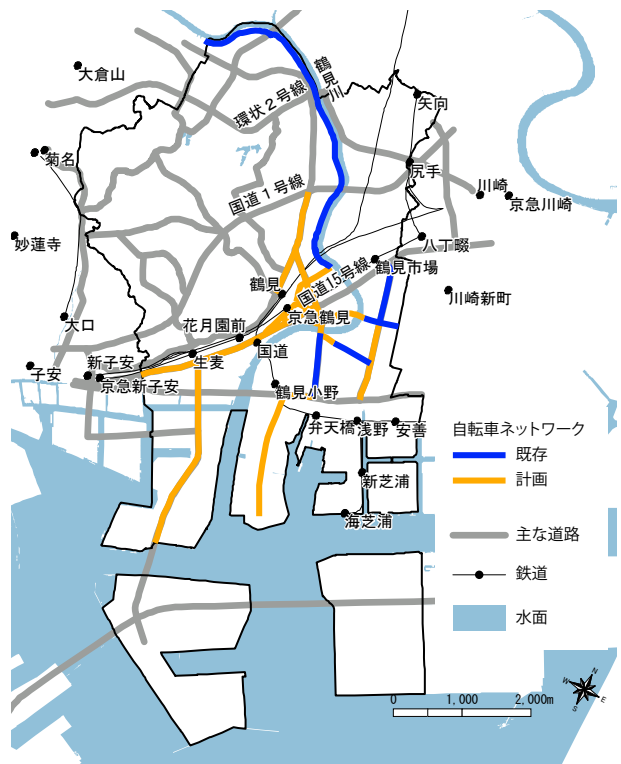 大倉山
鶴見川
環状2号線
矢向
菊名
尻手
国道1号線
川崎
京急川崎
妙蓮寺
八丁畷
鶴見市場
国道15号線
鶴見
川崎新町
京急鶴見
大口
花月園前
国道
生麦
新子安
子安
京急新子安
鶴見小野
弁天橋
浅野
安善
自転車ネットワーク
既存
計画
新芝浦
海芝浦
主な道路
鉄道
水面
N
W
E
S
0 1,000 2,000m